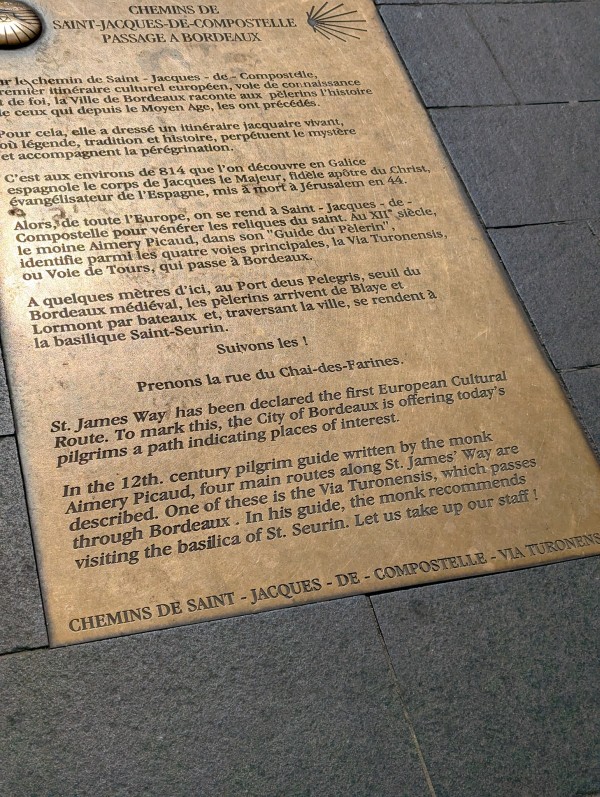 CHEMINS DE
SAINT-JACQUES-DE-COMPOSTELLE
PASSAGE A BORDEAUX
le chemin de Saint - Jacques - de - Compostelle,
itinéraire culturel européen, voie de connaissance
de foi, la Ville de Bordeaux raconte aux pèlerins l'histoire
ceux qui depuis le Moyen Age, les ont précédés.
Pour cela, elle a dressé un itinéraire jacquaire vivant,
où légende, tradition et histoire, perpétuent le mystère
et accompagnent la pérégrination.
C'est aux environs de 814 que l'on découvre en Galice
espagnole le corps de Jacques le Majeur, fidèle apôtre du Christ,
évangélisateur de l'Espagne, mis à mort à Jérusalem en 44.
Alors, de toute l'Europe, on se rend à Saint - Jacques - de -
Compostelle pour vénérer les reliques du saint. Au XIIe siècle,
le moine Aimery Picaud, dans son "Guide du Pèlerin",
identifie parmi les quatre voies principales, la Via Turonensis,
ou Voie de Tours, qui passe à Bordeaux.
A quelques mètres d'ici, au Port deus Pelegris, seuil du
Bordeaux médiéval, les pèlerins arrivent de Blaye et
Lormont par bateaux et, traversant la ville, se rendent à
la basilique Saint-Seurin.
Suivons les !
Prenons la rue du Chai-des-Farines.
St. James Way has been declared the first European Cultural
Route. To mark this, the City of Bordeaux is offering today's
pilgrims a path indicating places of interest.
In the 12th. century pilgrim guide written by the monk
Aimery Picaud, four main routes along St. James' Way are
described. One of these is the Via Turonensis, which passes
through Bordeaux . In his guide, the monk recommends
visiting the basilica of St. Seurin. Let us take up our staff !
CHEMINS DE SAINT - JACQUES - DE - COMPOSTELLE - VIA TURONENS